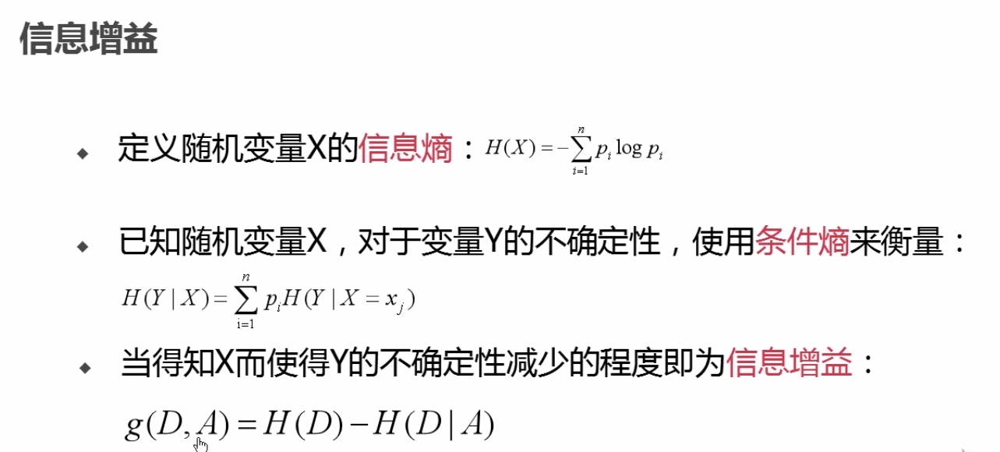 信息增益
◆ 定义随机变量X的信息熵：$H(X)=-\sum_{i=1}^{n} p_i \log p_i$
◆ 已知随机变量X，对于变量Y的不确定性，使用条件熵来衡量：
$H(Y|X)=\sum_{i=1}^{n} p_i H(Y|X=x_j)$
◆ 当得知X而使得Y的不确定性减少的程度即为信息增益：
$g(D,A)=H(D)-H(D|A)$